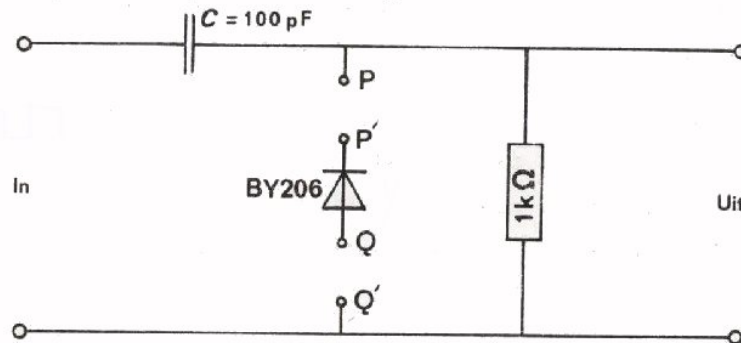 C = 100 pF
P
P′
In
BY206
1kΩ
Uit
Q
Q′